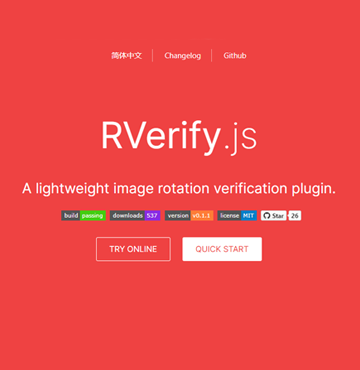 简体中文 Changelog Github
RVerify.js
A lightweight image rotation verification plugin.
build passing downloads 537 version v0.1.1 license MIT Star 26
TRY ONLINE QUICK START